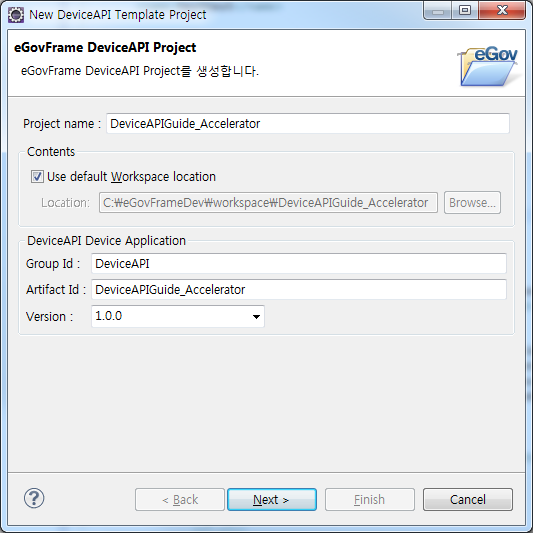 New DeviceAPI Template Project
eGovFrame DeviceAPI Project
eGovFrame DeviceAPI Project를 생성합니다.
eGov
Project name : DeviceAPIGuide_Accelerator
Contents
Use default Workspace location
Location: C:₩eGovFrameDev₩workspace₩DeviceAPIGuide_Accelerator Browse...
DeviceAPI Device Application
Group Id : DeviceAPI
Artifact Id : DeviceAPIGuide_Accelerator
Version : 1.0.0
? < Back Next > Finish Cancel